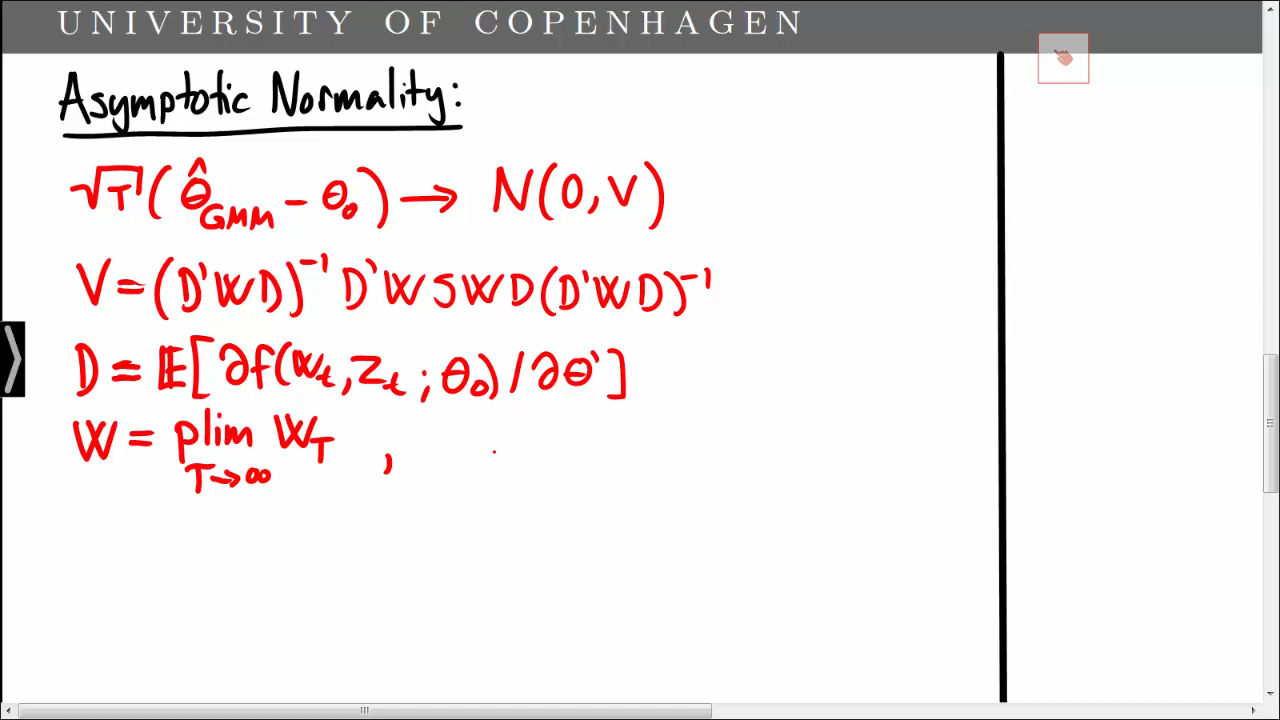 UNIVERSITY OF COPENHAGEN
Asymptotic Normality:
√T(θ̂_GMM − θ₀) → N(0,V)
V = (D'WD)⁻¹ D'WSWD(D'WD)⁻¹
D = 𝔼[∂f(w_t, z_t; θ₀)/∂θ']
W = plim_{T→∞} W_T ,